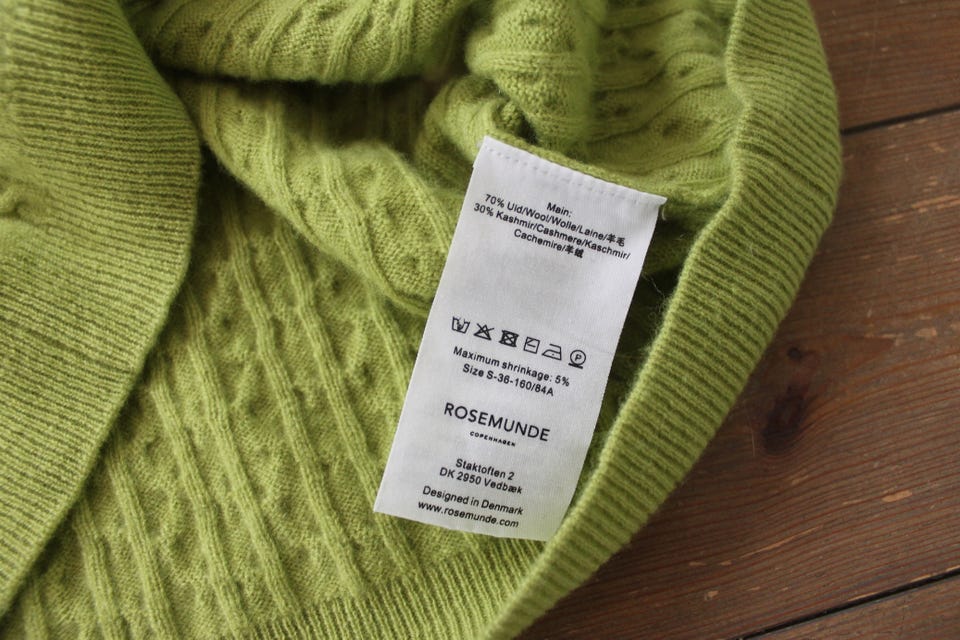 Main:
70% Uld/Wool/Wolle/Laine/羊毛
30% Kashmir/Cashmere/Kaschmir/
Cachemire/羊绒
Maximum shrinkage: 5%
Size S-36-160/84A
ROSEMUNDE
COPENHAGEN
Staktoften 2
DK 2950 Vedbæk
Designed in Denmark
www.rosemunde.com